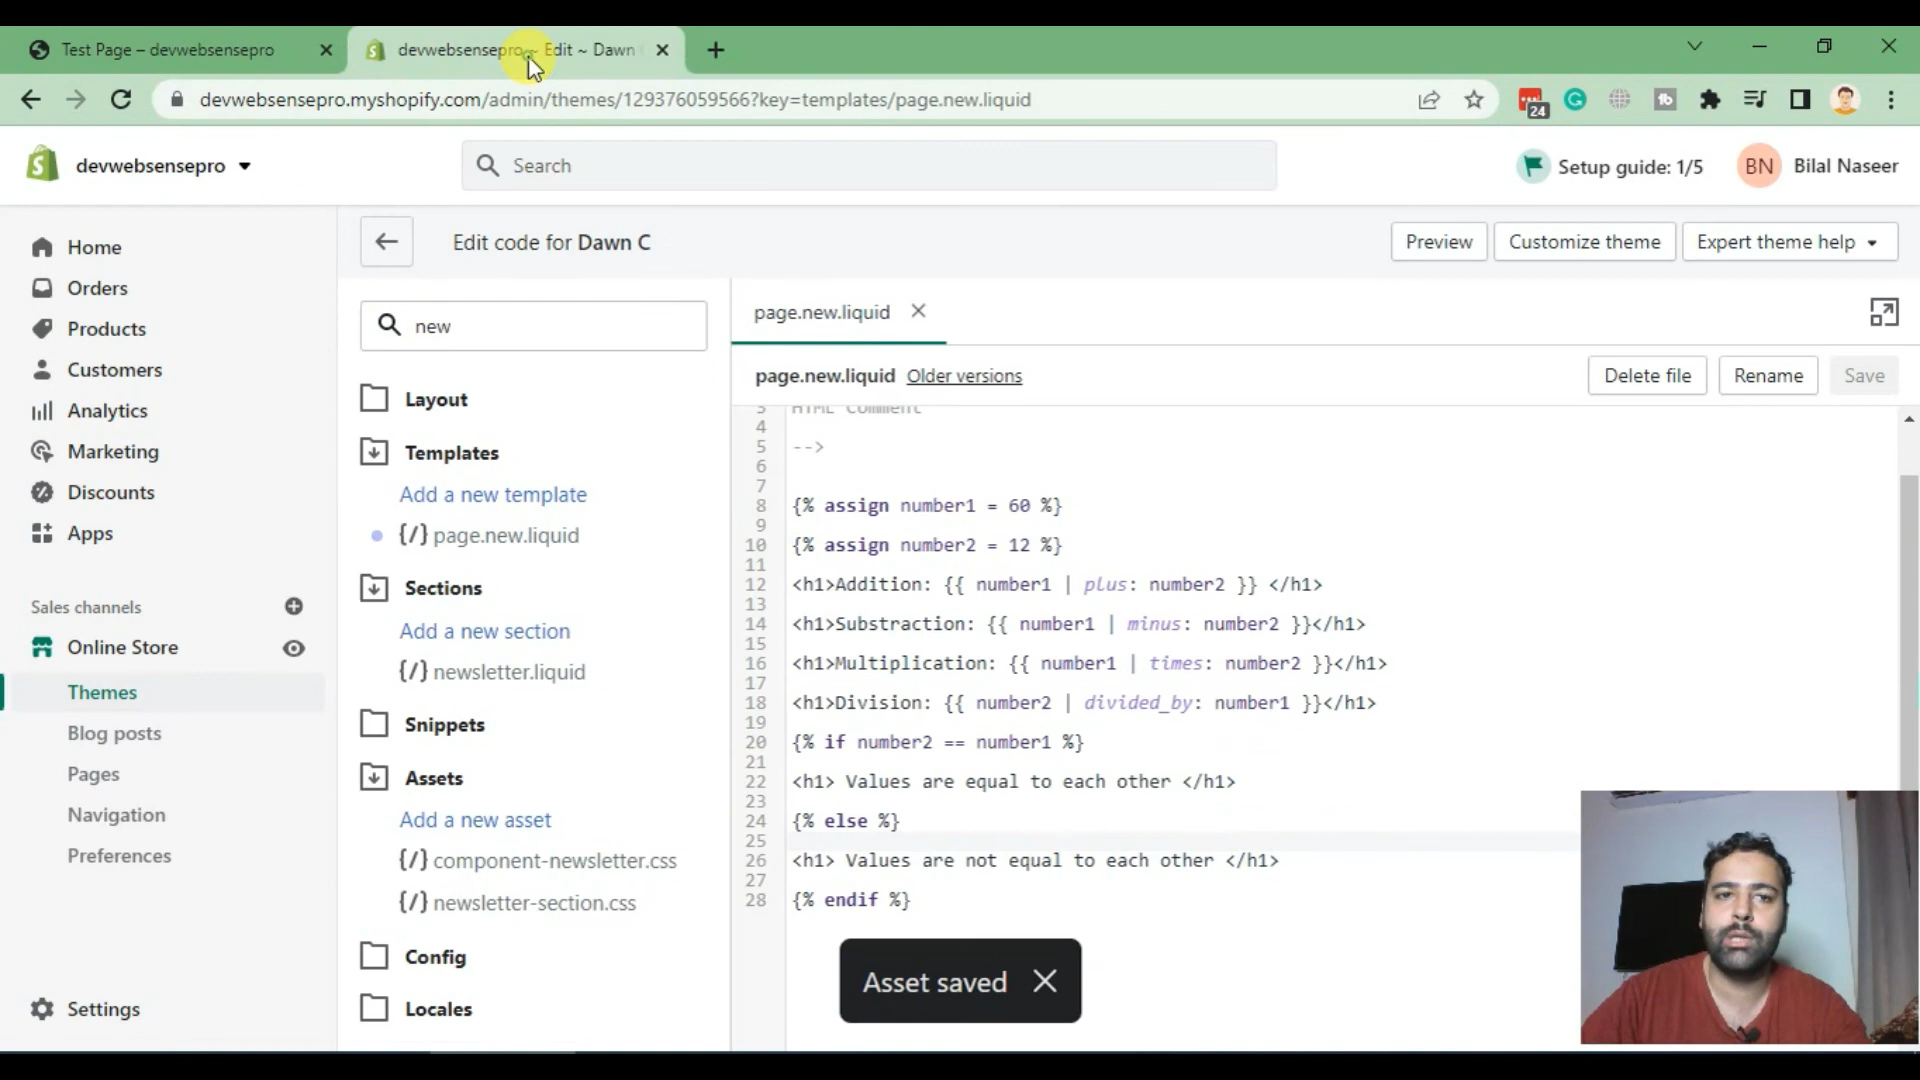 Test Page – devwebsensepro
devwebsensepro ~ Edit ~ Dawn
devwebsensepro.myshopify.com/admin/themes/129376059566?key=templates/page.new.liquid
24
devwebsensepro
Search
Setup guide: 1/5
BN
Bilal Naseer
Home
Orders
Products
Customers
Analytics
Marketing
Discounts
Apps
Sales channels
Online Store
Themes
Blog posts
Pages
Navigation
Preferences
Settings
Edit code for Dawn C
Preview
Customize theme
Expert theme help
new
Layout
Templates
Add a new template
{/} page.new.liquid
Sections
Add a new section
{/} newsletter.liquid
Snippets
Assets
Add a new asset
{/} component-newsletter.css
{/} newsletter-section.css
Config
Locales
page.new.liquid
page.new.liquid Older versions
Delete file
Rename
Save
3 HTML Comment
4
5 -->
6
7
8 {% assign number1 = 60 %}
9
10 {% assign number2 = 12 %}
11
12 <h1>Addition: {{ number1 | plus: number2 }} </h1>
13
14 <h1>Substraction: {{ number1 | minus: number2 }}</h1>
15
16 <h1>Multiplication: {{ number1 | times: number2 }}</h1>
17
18 <h1>Division: {{ number2 | divided_by: number1 }}</h1>
19
20 {% if number2 == number1 %}
21
22 <h1> Values are equal to each other </h1>
23
24 {% else %}
25
26 <h1> Values are not equal to each other </h1>
27
28 {% endif %}
Asset saved